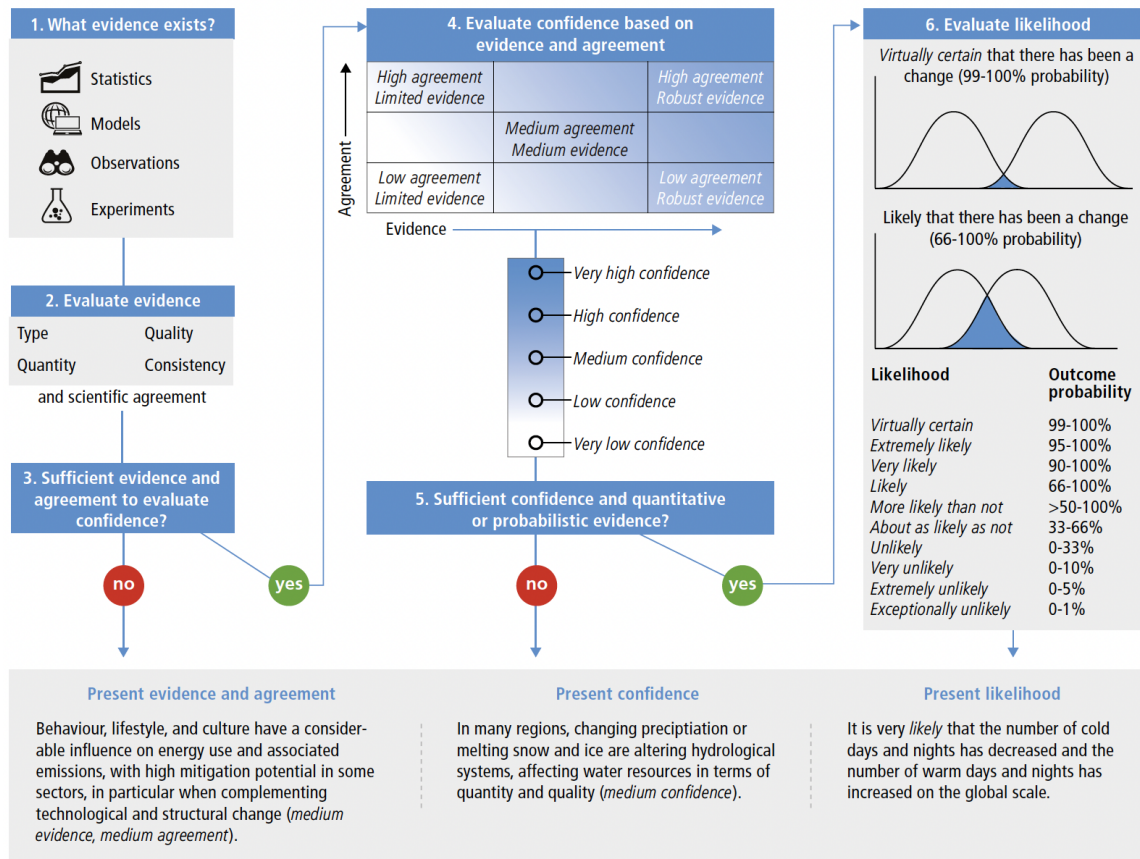 1. What evidence exists?
Statistics
Models
Observations
Experiments
2. Evaluate evidence
Type
Quality
Quantity
Consistency
and scientific agreement
3. Sufficient evidence and
agreement to evaluate
confidence?
no
yes
4. Evaluate confidence based on
evidence and agreement
High agreement
Limited evidence
High agreement
Robust evidence
Medium agreement
Medium evidence
Low agreement
Limited evidence
Low agreement
Robust evidence
Agreement
Evidence
Very high confidence
High confidence
Medium confidence
Low confidence
Very low confidence
5. Sufficient confidence and quantitative
or probabilistic evidence?
no
yes
6. Evaluate likelihood
Virtually certain that there has been a
change (99-100% probability)
Likely that there has been a change
(66-100% probability)
Likelihood Outcome
probability
Virtually certain 99-100%
Extremely likely 95-100%
Very likely 90-100%
Likely 66-100%
More likely than not >50-100%
About as likely as not 33-66%
Unlikely 0-33%
Very unlikely 0-10%
Extremely unlikely 0-5%
Exceptionally unlikely 0-1%
Present evidence and agreement
Behaviour, lifestyle, and culture have a consider-
able influence on energy use and associated
emissions, with high mitigation potential in some
sectors, in particular when complementing
technological and structural change (medium
evidence, medium agreement).
Present confidence
In many regions, changing preciptiation or
melting snow and ice are altering hydrological
systems, affecting water resources in terms of
quantity and quality (medium confidence).
Present likelihood
It is very likely that the number of cold
days and nights has decreased and the
number of warm days and nights has
increased on the global scale.